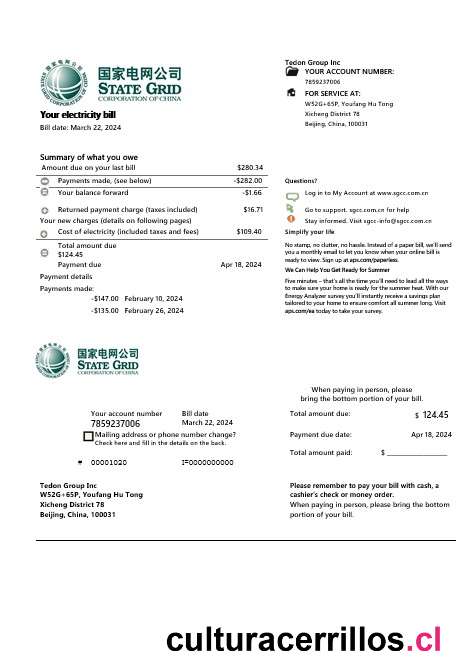 国家电网公司
STATE GRID
CORPORATION OF CHINA
Your electricity bill
Bill date: March 22, 2024
Tedon Group Inc
YOUR ACCOUNT NUMBER:
7859237006
FOR SERVICE AT:
W52G+65P, Youfang Hu Tong
Xicheng District 78
Beijing, China, 100031
Summary of what you owe
Amount due on your last bill $280.34
Payments made, (see below) -$282.00
Your balance forward -$1.66
Returned payment charge (taxes included) $16.71
Your new charges (details on following pages)
Cost of electricity (included taxes and fees) $109.40
Total amount due
$124.45
Payment due Apr 18, 2024
Payment details
Payments made:
-$147.00 February 10, 2024
-$135.00 February 26, 2024
Questions?
Log in to My Account at www.sgcc.com.cn
Go to support. sgcc.com.cn for help
Stay informed. Visit sgcc-info@sgcc.com.cn
Simplify your life
No stamp, no clutter, no hassle. Instead of a paper bill, we'll send
you a monthly email to let you know when your online bill is
ready to view. Sign up at aps.com/paperless.
We Can Help You Get Ready for Summer
Five minutes – that's all the time you'll need to lead all the ways
to make sure your home is ready for the summer heat. With our
Energy Analyzer survey you'll instantly receive a savings plan
tailored to your home to ensure comfort all summer long. Visit
aps.com/ea today to take your survey.
国家电网公司
STATE GRID
CORPORATION OF CHINA
Your account number Bill date
7859237006 March 22, 2024
Mailing address or phone number change?
Check here and fill in the details on the back.
00001020 I=0000000000
Tedon Group Inc
W52G+65P, Youfang Hu Tong
Xicheng District 78
Beijing, China, 100031
When paying in person, please
bring the bottom portion of your bill.
Total amount due: $ 124.45
Payment due date: Apr 18, 2024
Total amount paid: $ _______________
Please remember to pay your bill with cash, a
cashier's check or money order.
When paying in person, please bring the bottom
portion of your bill.
culturacerrillos.cl